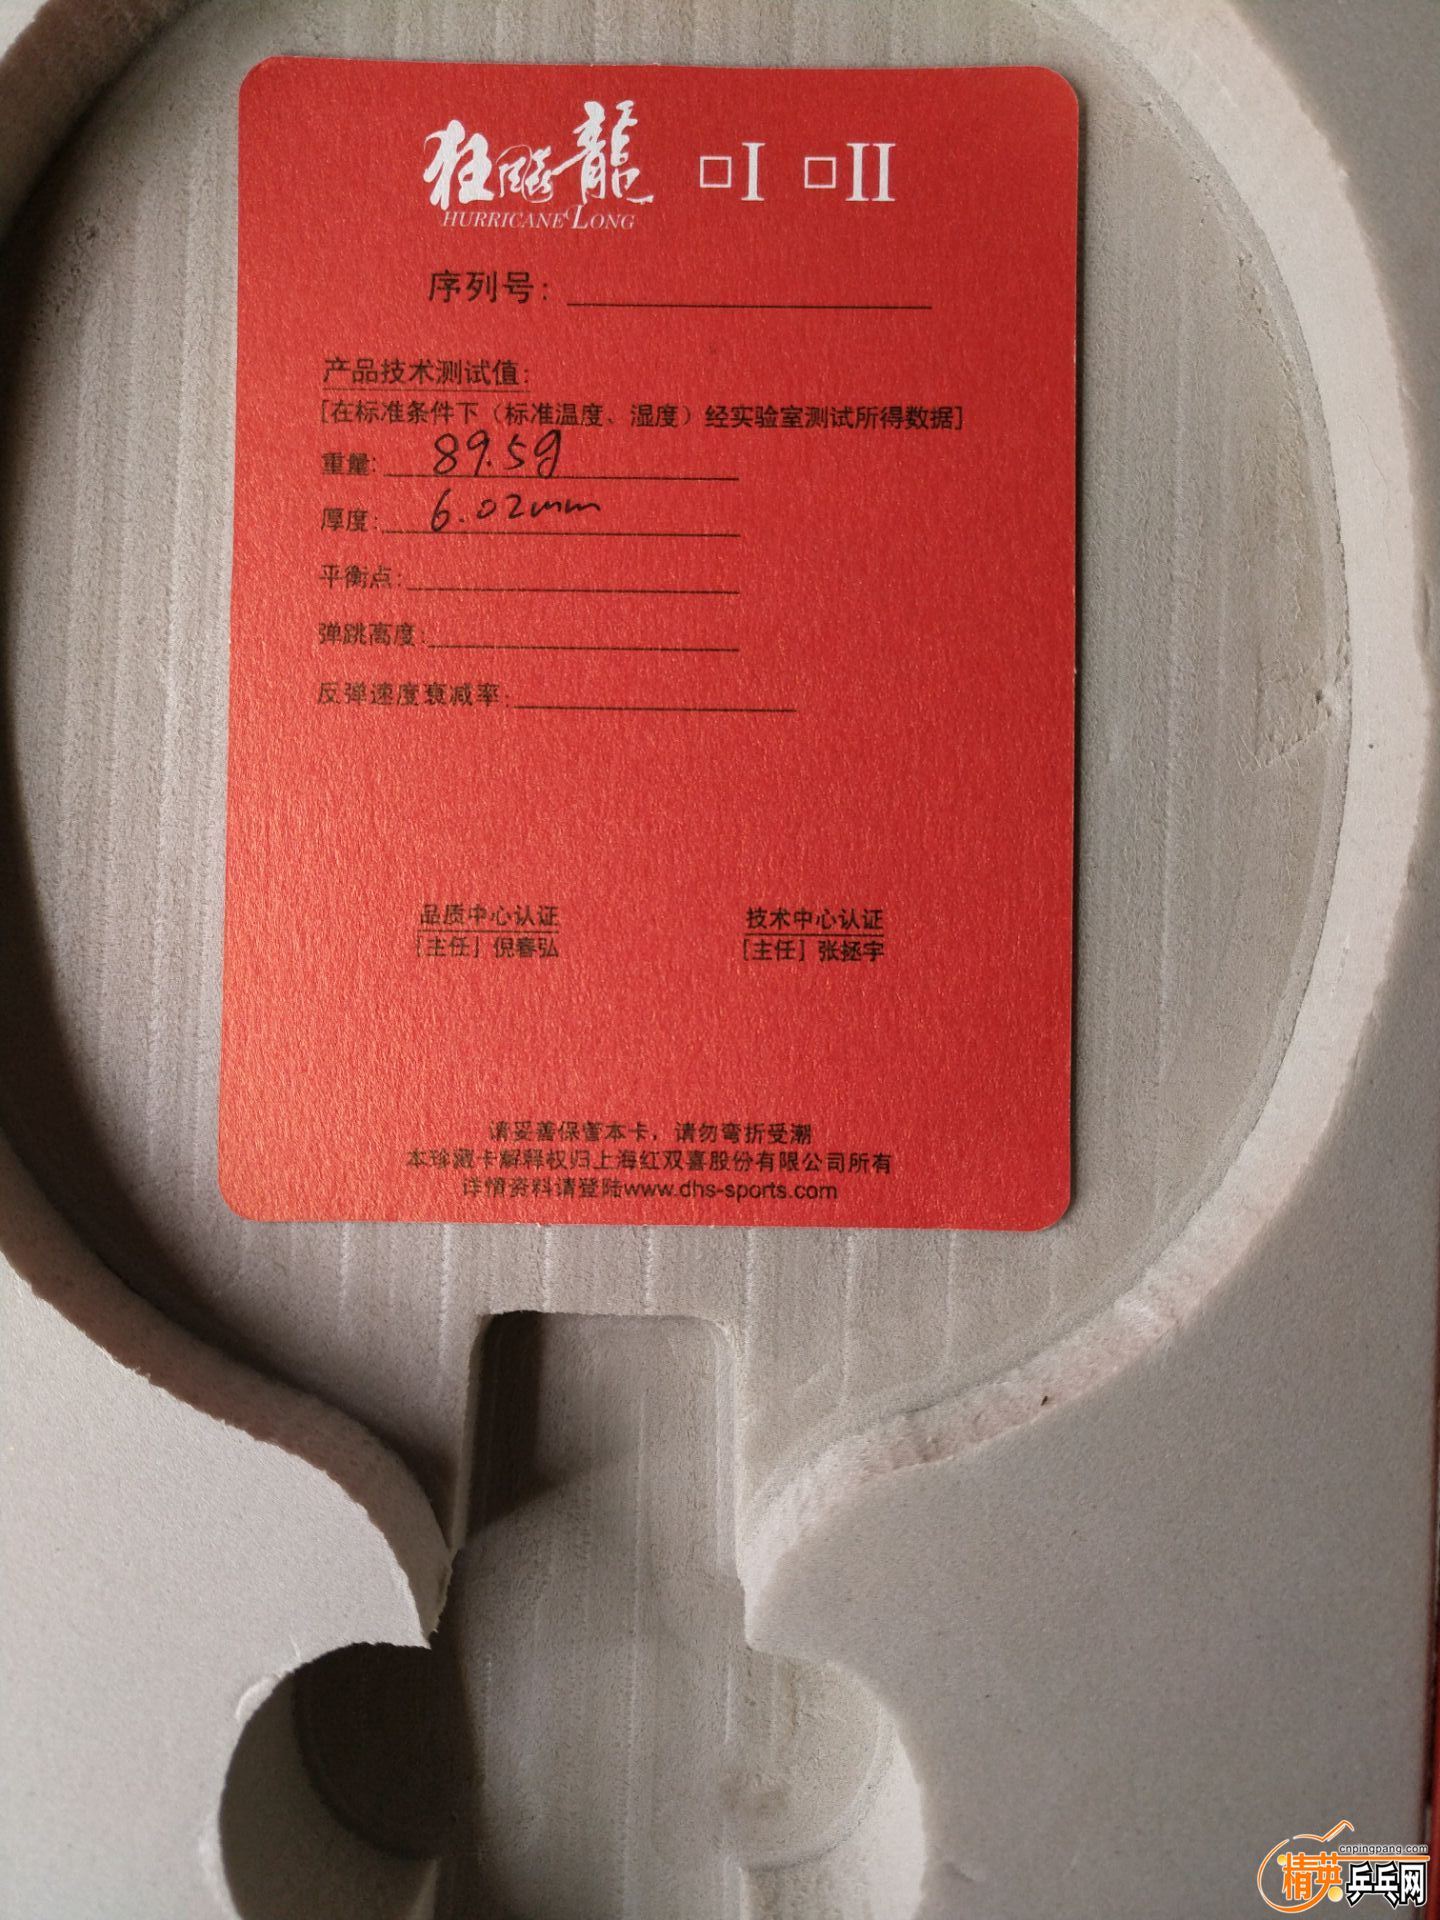 狂飚龍 □I □II
HURRICANE LONG
序列号：
产品技术测试值：
[在标准条件下（标准温度、湿度）经实验室测试所得数据]
重量： 89.5g
厚度： 6.02mm
平衡点：
弹跳高度：
反弹速度衰减率：
品质中心认证 技术中心认证
[主任] 倪春弘 [主任] 张拯宇
请妥善保管本卡，请勿弯折受潮
本珍藏卡解释权归上海红双喜股份有限公司所有
详情资料请登陆www.dhs-sports.com
cnpingpang.com
精英乒乓网